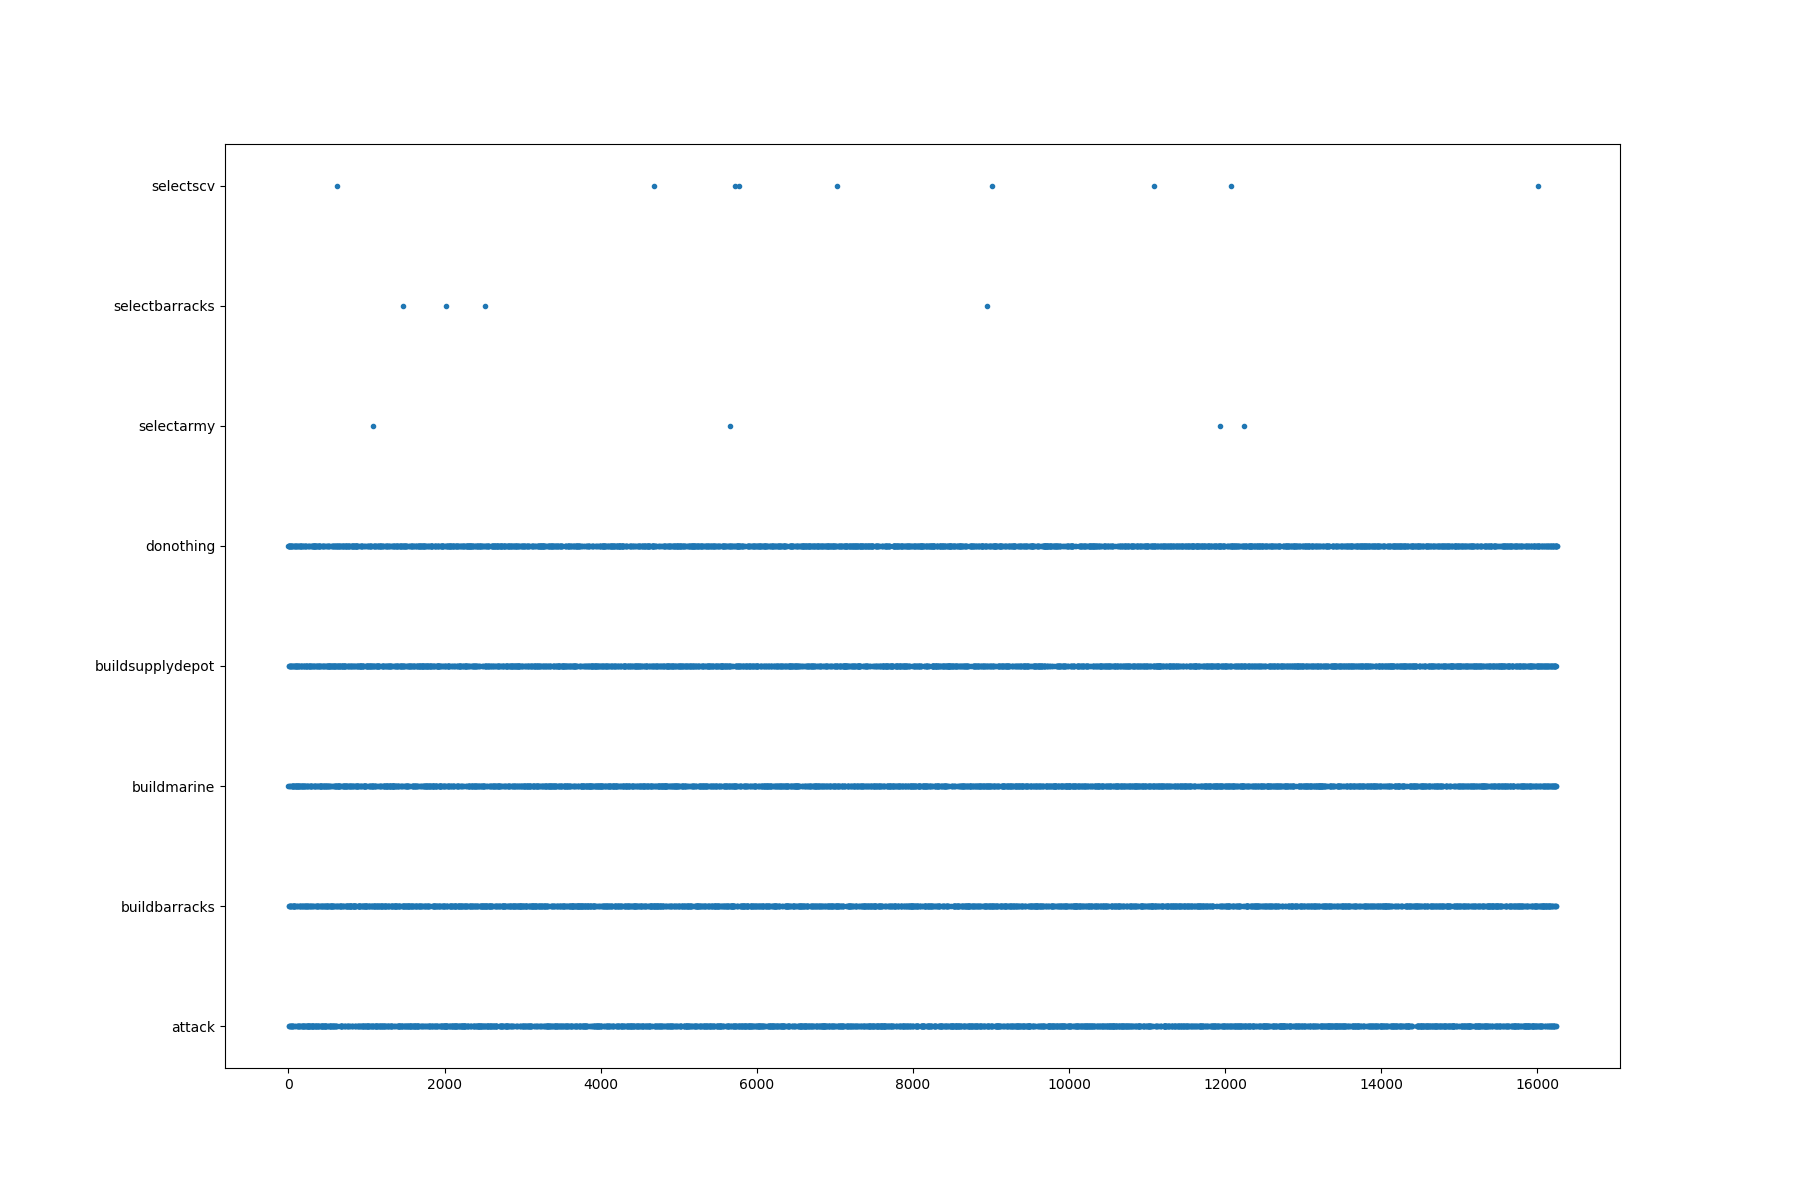 selectscv
selectbarracks
selectarmy
donothing
buildsupplydepot
buildmarine
buildbarracks
attack
0 2000 4000 6000 8000 10000 12000 14000 16000